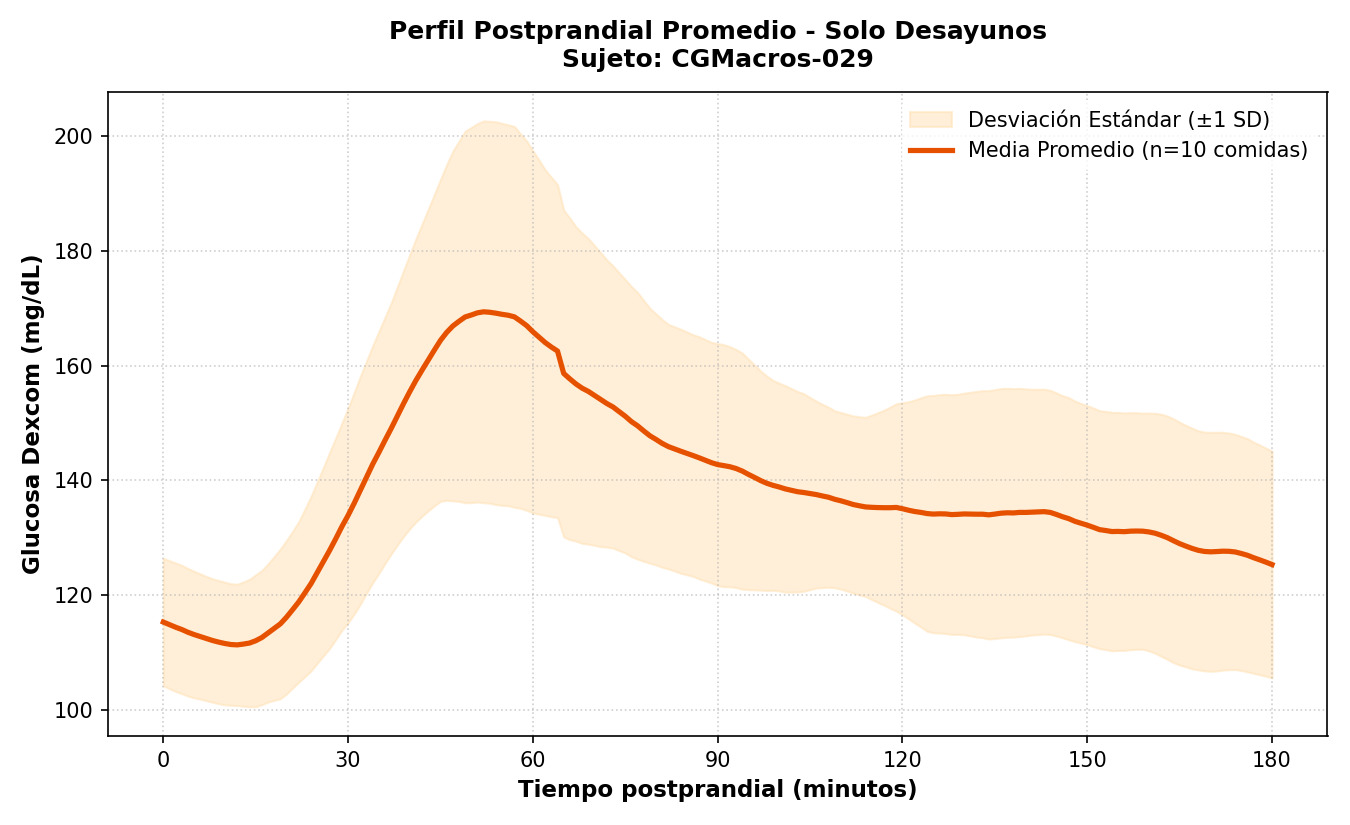 Perfil Postprandial Promedio - Solo Desayunos
Sujeto: CGMacros-029
Desviación Estándar (±1 SD)
Media Promedio (n=10 comidas)
Glucosa Dexcom (mg/dL)
200
180
160
140
120
100
0 30 60 90 120 150 180
Tiempo postprandial (minutos)